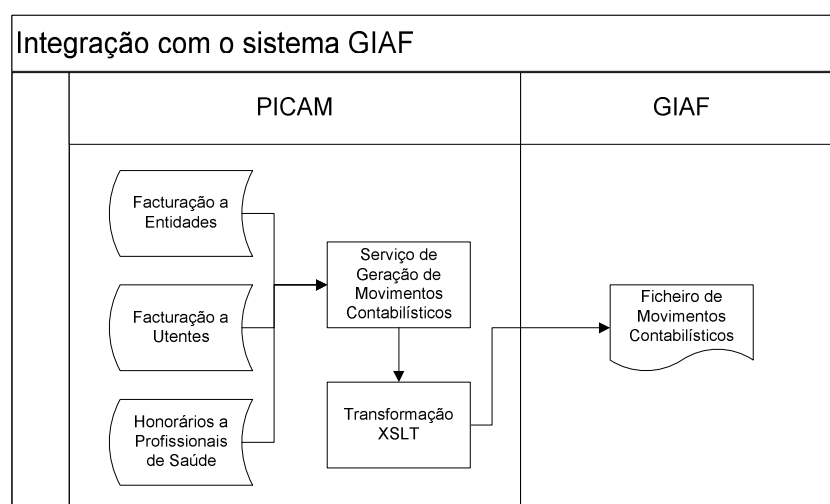 Integração com o sistema GIAF
PICAM
GIAF
Facturação a
Entidades
Serviço de
Geração de
Movimentos
Contabilísticos
Facturação a
Utentes
Ficheiro de
Movimentos
Contabilísticos
Honorários a
Profissionais
de Saúde
Transformação
XSLT